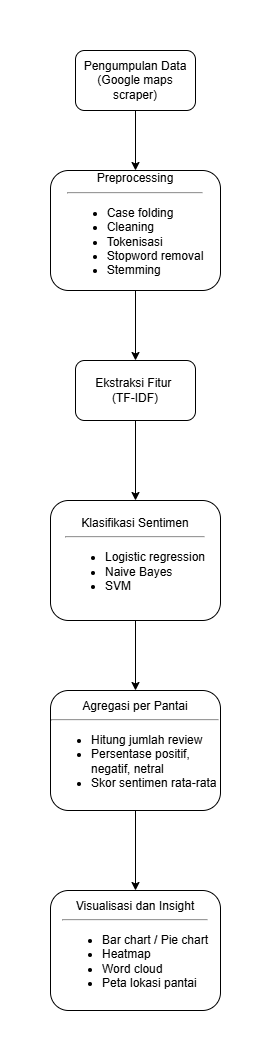 Pengumpulan Data
(Google maps
scraper)
Preprocessing
• Case folding
• Cleaning
• Tokenisasi
• Stopword removal
• Stemming
Ekstraksi Fitur
(TF-IDF)
Klasifikasi Sentimen
• Logistic regression
• Naive Bayes
• SVM
Agregasi per Pantai
• Hitung jumlah review
• Persentase positif,
negatif, netral
• Skor sentimen rata-rata
Visualisasi dan Insight
• Bar chart / Pie chart
• Heatmap
• Word cloud
• Peta lokasi pantai